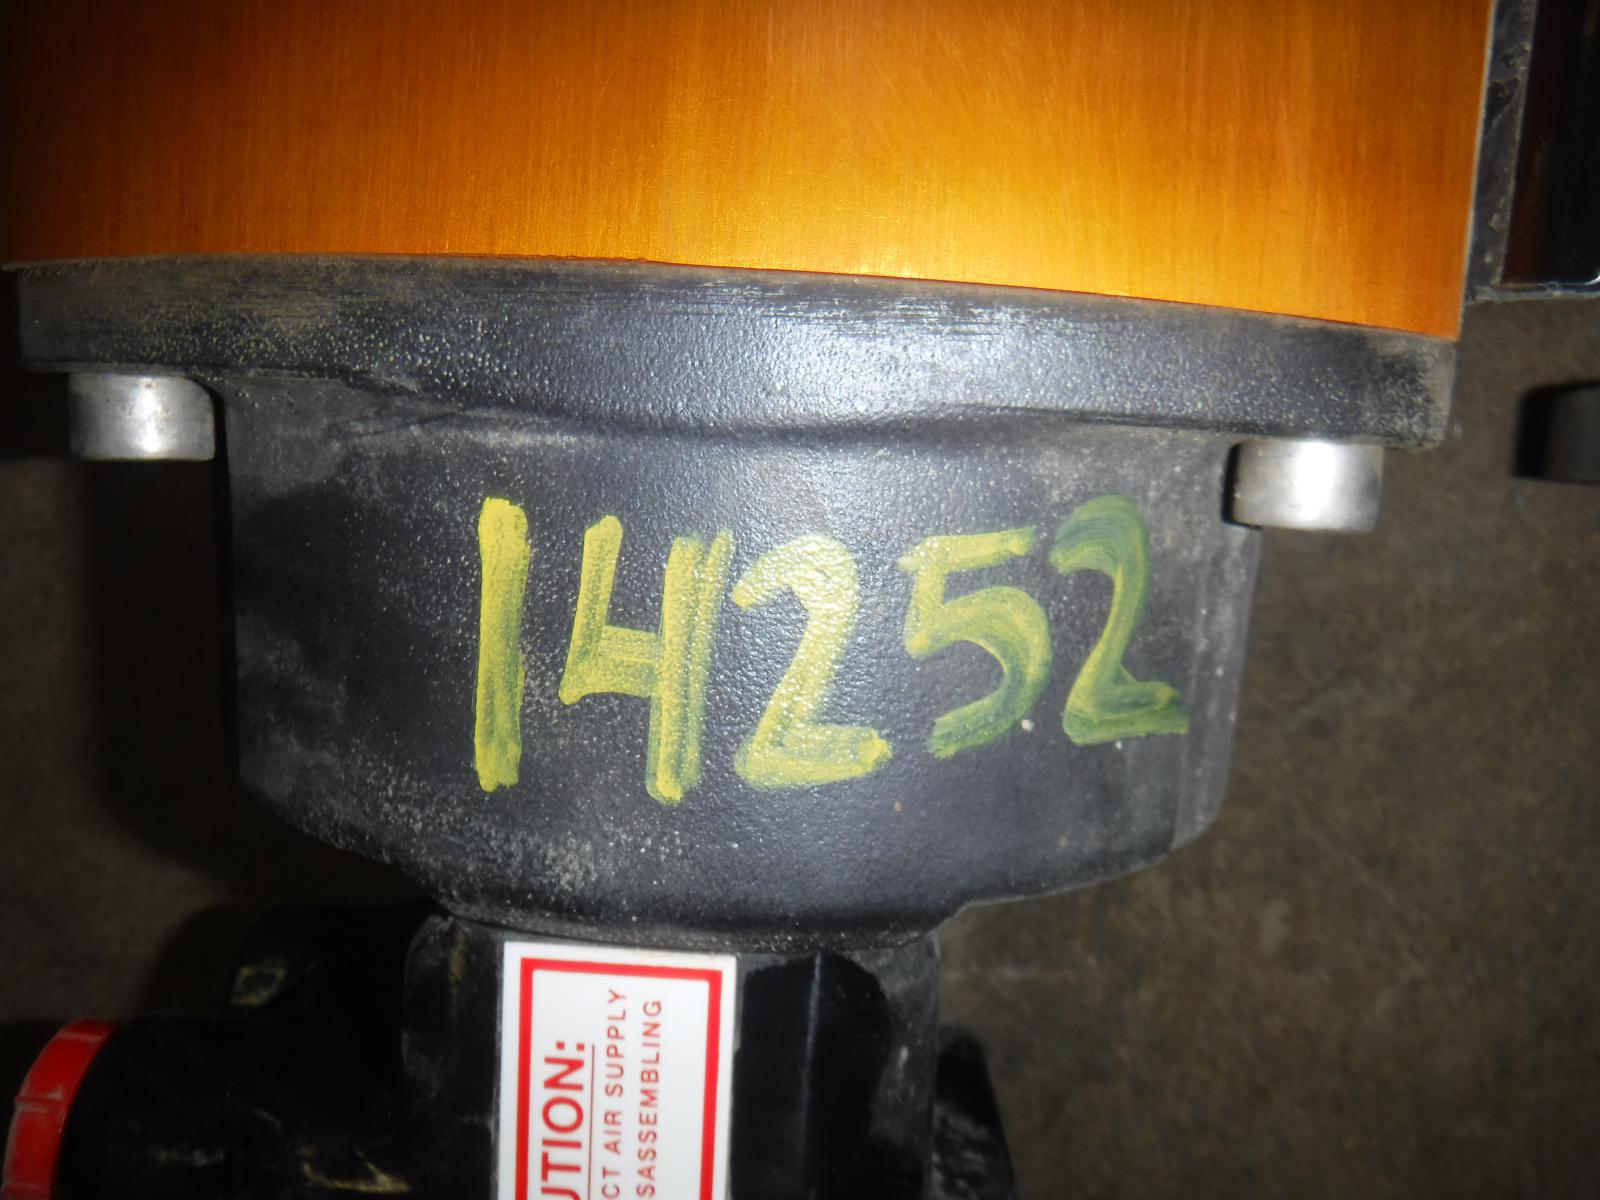 14252
UTION:
CT AIR SUPPLY
SASSEMBLING